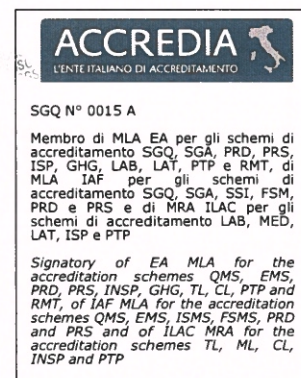 ACCREDIA
L'ENTE ITALIANO DI ACCREDITAMENTO
SGQ N° 0015 A
Membro di MLA EA per gli schemi di
accreditamento SGQ, SGA, PRD, PRS,
ISP, GHG, LAB, LAT, PTP e RMT, di
MLA IAF per gli schemi di
accreditamento SGQ, SGA, SSI, FSM,
PRD e PRS e di MRA ILAC per gli
schemi di accreditamento LAB, MED,
LAT, ISP e PTP
Signatory of EA MLA for the
accreditation schemes QMS, EMS,
PRD, PRS, INSP, GHG, TL, CL, PTP and
RMT, of IAF MLA for the accreditation
schemes QMS, EMS, ISMS, FSMS, PRD
and PRS and of ILAC MRA for the
accreditation schemes TL, ML, CL,
INSP and PTP